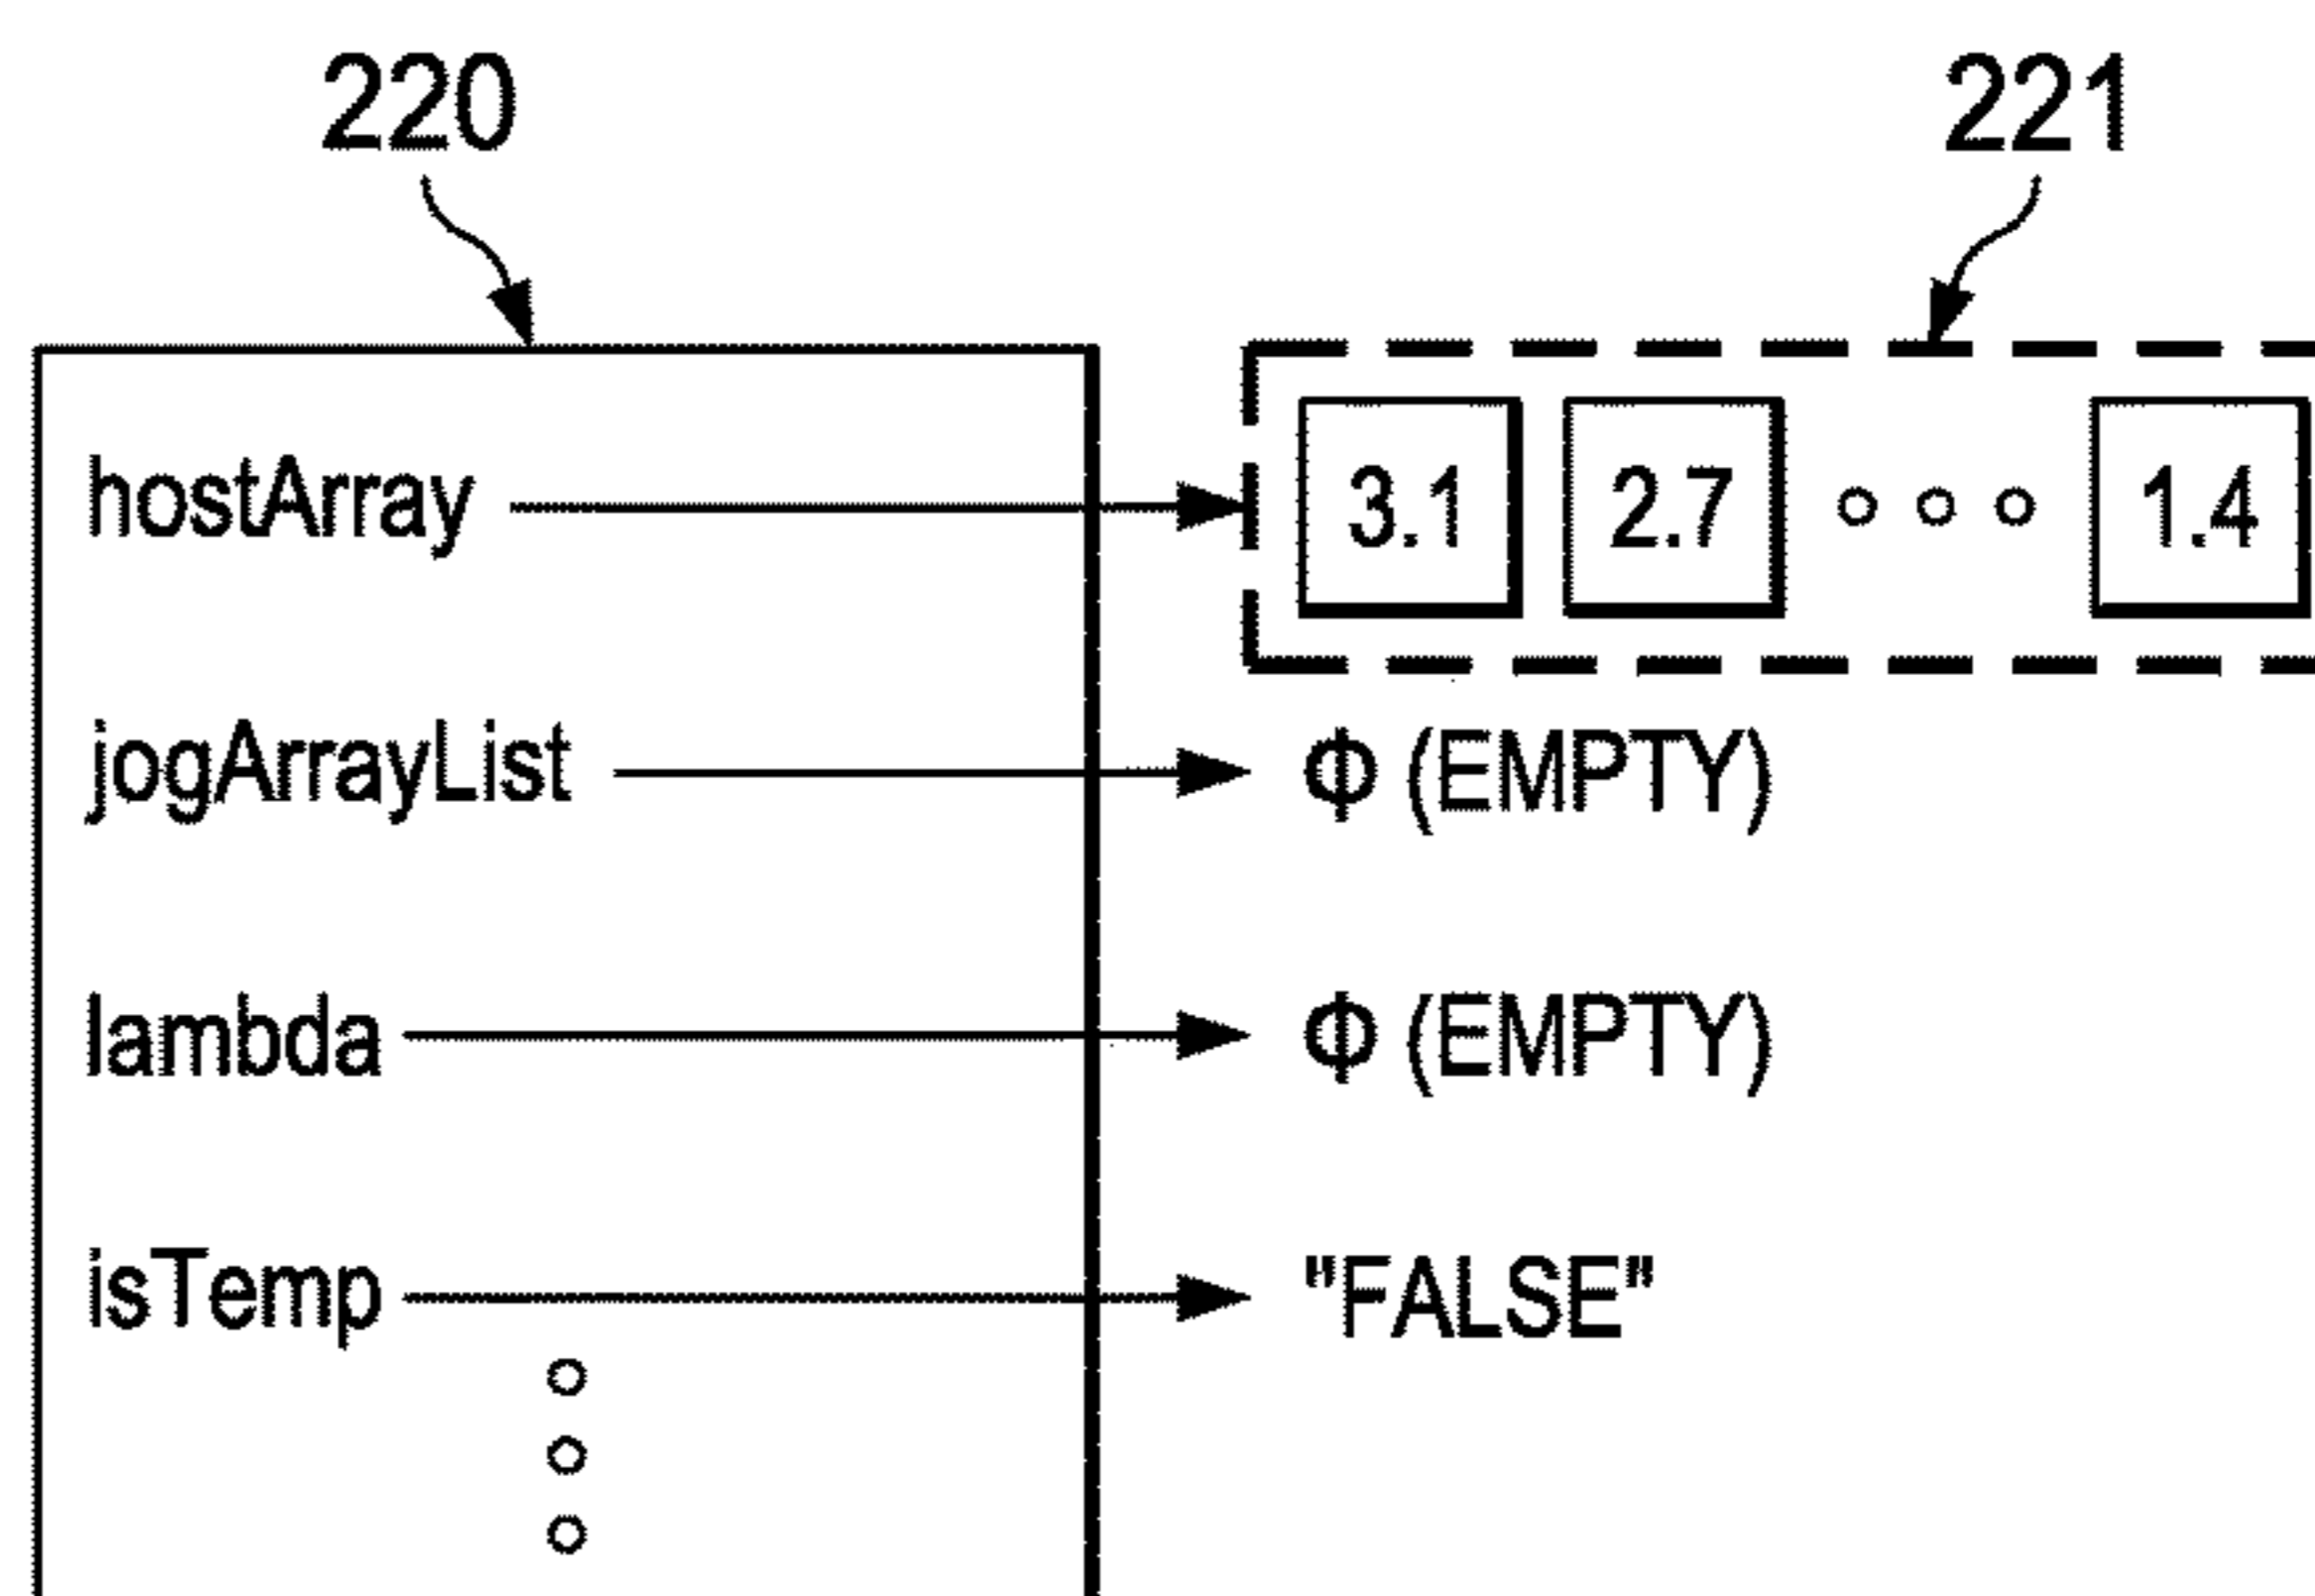 220 221
hostArray 3.1 2.7 1.4
jogArrayList Φ (EMPTY)
lambda Φ (EMPTY)
isTemp "FALSE"